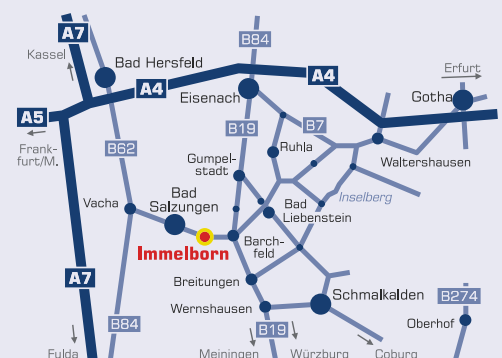 A7
B84
Kassel
Bad Hersfeld
A4
A4
Erfurt
Eisenach
Gotha
A5
B19
B7
Frank-
furt/M.
B62
Gumpel-
stadt
Ruhla
Waltershausen
Inselberg
Vacha
Bad
Salzungen
Bad
Liebenstein
Immelborn
Barch-
feld
A7
Breitungen
B274
Wernshausen
Schmalkalden
B84
B19
Oberhof
Fulda
Meiningen
Würzburg
Coburg